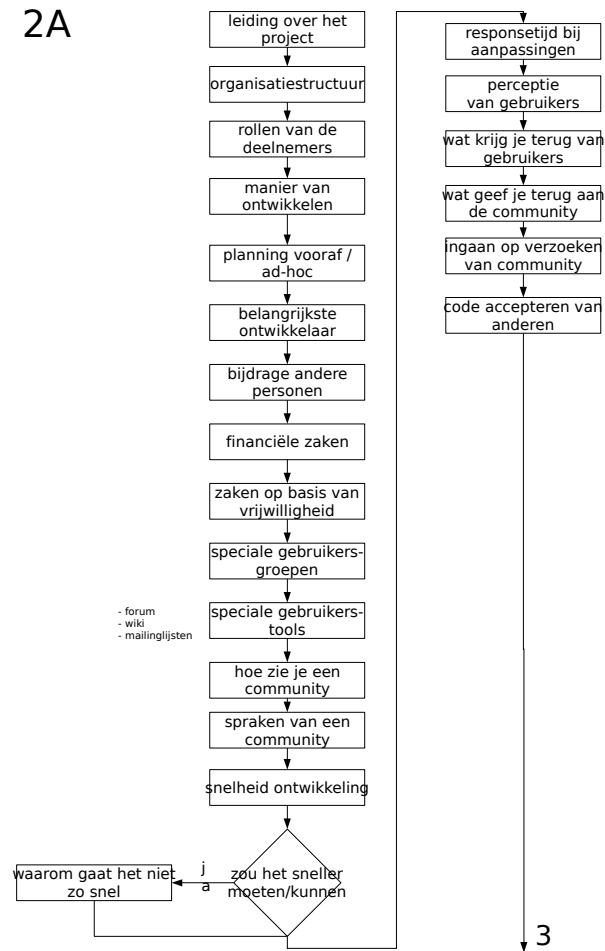 2A
leiding over het
project
organisatiestructuur
rollen van de
deelnemers
manier van
ontwikkelen
planning vooraf /
ad-hoc
belangrijkste
ontwikkelaar
bijdrage andere
personen
financiële zaken
zaken op basis van
vrijwilligheid
speciale gebruikers-
groepen
- forum
- wiki
- mailinglijsten
speciale gebruikers-
tools
hoe zie je een
community
spraken van een
community
snelheid ontwikkeling
zou het sneller
moeten/kunnen
j
a
waarom gaat het niet
zo snel
responsetijd bij
aanpassingen
perceptie
van gebruikers
wat krijg je terug van
gebruikers
wat geef je terug aan
de community
ingaan op verzoeken
van community
code accepteren van
anderen
3